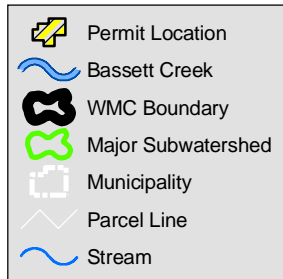 Permit Location
Bassett Creek
WMC Boundary
Major Subwatershed
Municipality
Parcel Line
Stream